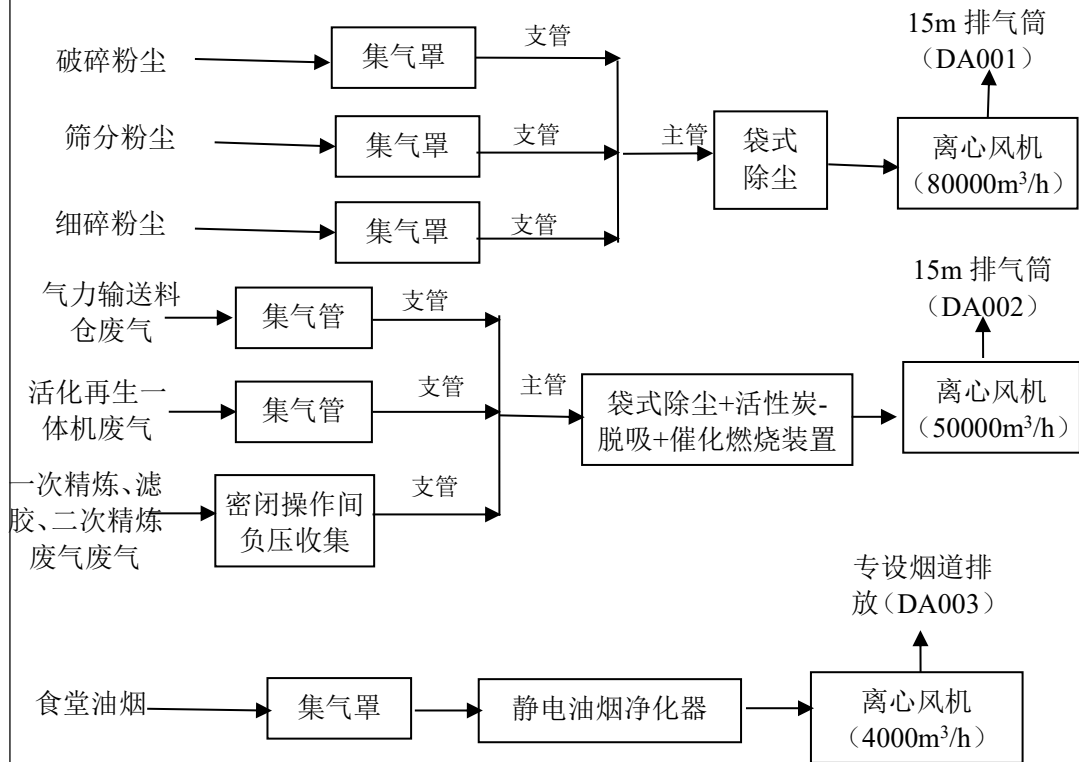 15m 排气筒
（DA001）
支管
破碎粉尘
集气罩
筛分粉尘
集气罩
支管
主管
袋式
除尘
离心风机
（80000m³/h）
细碎粉尘
集气罩
支管
15m 排气筒
（DA002）
气力输送料
仓废气
集气管
支管
活化再生一
体机废气
集气管
支管
主管
袋式除尘+活性炭-
脱吸+催化燃烧装置
离心风机
（50000m³/h）
一次精炼、滤
胶、二次精炼
废气废气
密闭操作间
负压收集
支管
专设烟道排
放（DA003）
食堂油烟
集气罩
静电油烟净化器
离心风机
（4000m³/h）